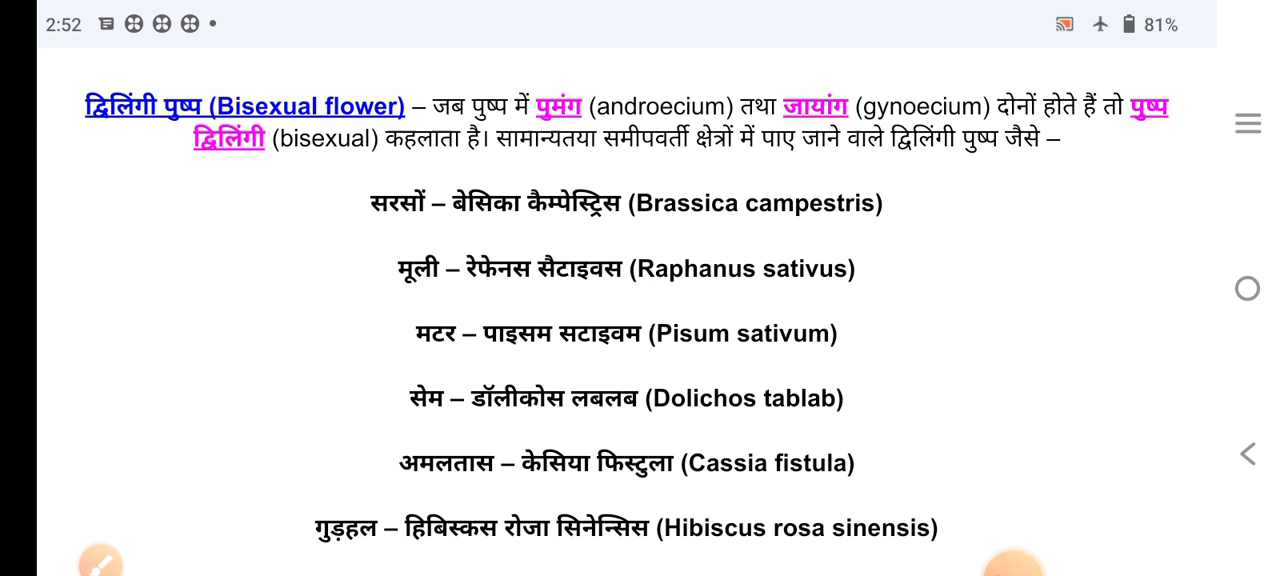 2:52
81%
द्विलिंगी पुष्प (Bisexual flower) – जब पुष्प में पुमंग (androecium) तथा जायांग (gynoecium) दोनों होते हैं तो पुष्प
द्विलिंगी (bisexual) कहलाता है। सामान्यतया समीपवर्ती क्षेत्रों में पाए जाने वाले द्विलिंगी पुष्प जैसे –
सरसों – बेसिका कैम्पेस्ट्रिस (Brassica campestris)
मूली – रेफेनस सैटाइवस (Raphanus sativus)
मटर – पाइसम सटाइवम (Pisum sativum)
सेम – डॉलीकोस लबलब (Dolichos tablab)
अमलतास – केसिया फिस्टुला (Cassia fistula)
गुड़हल – हिबिस्कस रोजा सिनेन्सिस (Hibiscus rosa sinensis)